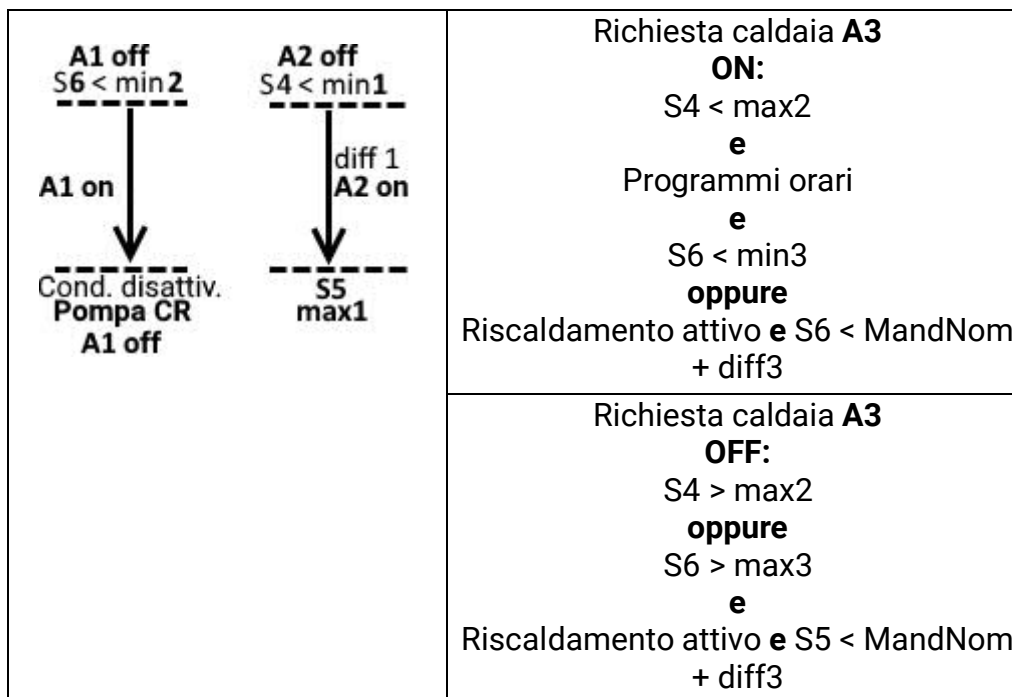 A1 off
S6 < min2
A1 on
Cond. disattiv.
Pompa CR
A1 off
A2 off
S4 < min1
diff 1
A2 on
S5
max1
Richiesta caldaia A3
ON:
S4 < max2
e
Programmi orari
e
S6 < min3
oppure
Riscaldamento attivo e S6 < MandNom
+ diff3
Richiesta caldaia A3
OFF:
S4 > max2
oppure
S6 > max3
e
Riscaldamento attivo e S5 < MandNom
+ diff3